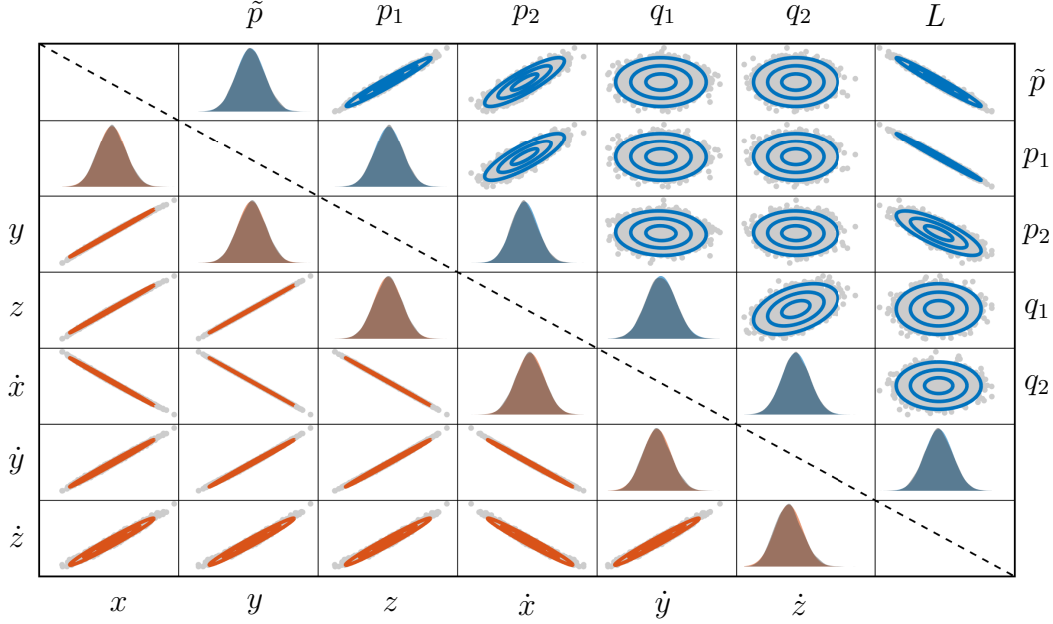 p̃ p₁ p₂ q₁ q₂ L
p̃
p₁
y p₂
z q₁
ẋ q₂
ẏ
ż
x y z ẋ ẏ ż